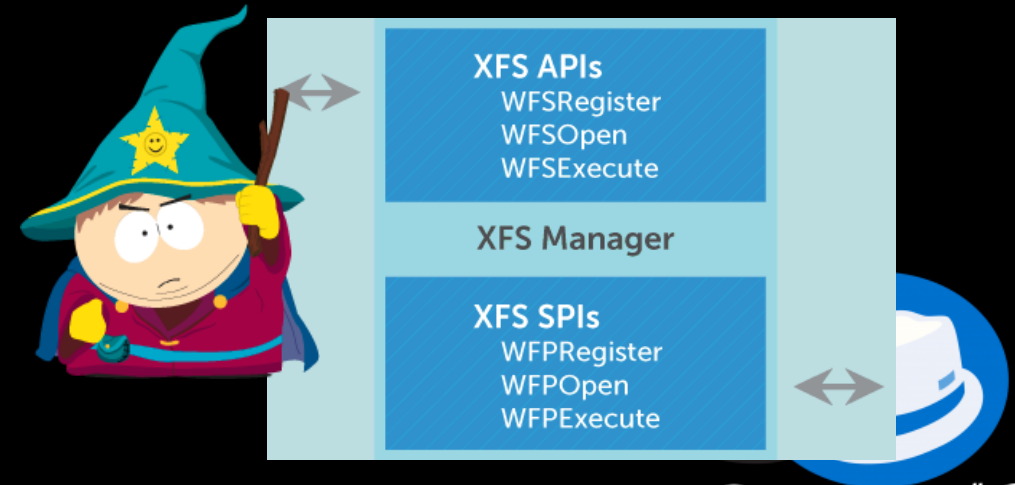 XFS APIs
WFSRegister
WFSOpen
WFSExecute
XFS Manager
XFS SPIs
WFPRegister
WFPOpen
WFPExecute